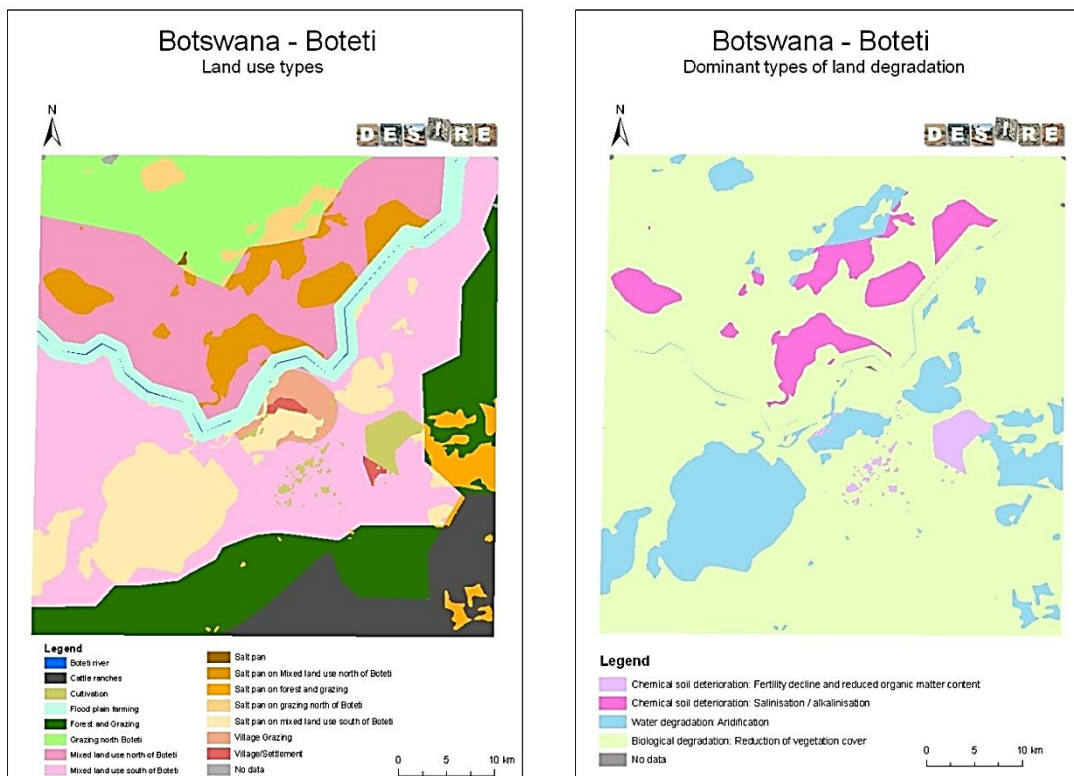 Botswana - Boteti
Land use types
N
DESIRE
Legend
Boteti river
Cattle ranches
Cultivation
Flood plain farming
Forest and Grazing
Grazing north Boteti
Mixed land use north of Boteti
Mixed land use south of Boteti
Salt pan
Salt pan on Mixed land use north of Boteti
Salt pan on forest and grazing
Salt pan on grazing north of Boteti
Salt pan on mixed land use south of Boteti
Village Grazing
Village/Settlement
No data
0 5 10 km
Botswana - Boteti
Dominant types of land degradation
N
DESIRE
Legend
Chemical soil deterioration: Fertility decline and reduced organic matter content
Chemical soil deterioration: Salinisation / alkalinisation
Water degradation: Aridification
Biological degradation: Reduction of vegetation cover
No data
0 5 10 km